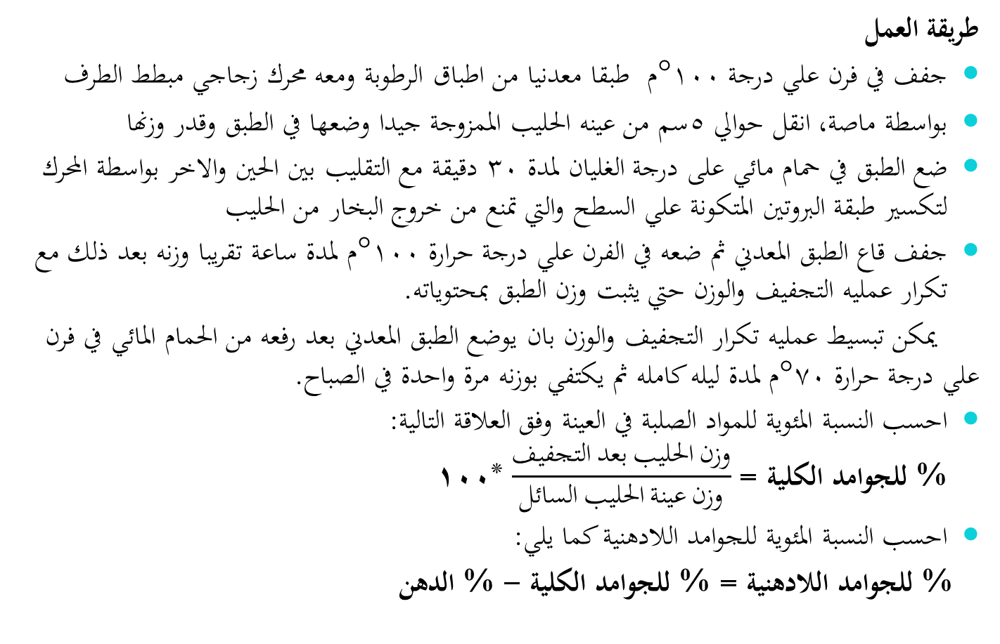 طريقة العمل
• جفف في فرن علي درجة ١٠٠°م طبقا معدنيا من اطباق الرطوبة ومعه محرك زجاجي مبطط الطرف
• بواسطة ماصة، انقل حوالي ٥سم من عينه الحليب الممزوجة جيدا وضعها في الطبق وقدر وزنها
• ضع الطبق في حمام مائي على درجة الغليان لمدة ٣٠ دقيقة مع التقليب بين الحين والاخر بواسطة المحرك
لتكسير طبقة البروتين المتكونة علي السطح والتي تمنع من خروج البخار من الحليب
• جفف قاع الطبق المعدني ثم ضعه في الفرن علي درجة حرارة ١٠٠°م لمدة ساعة تقريبا وزنه بعد ذلك مع
تكرار عمليه التجفيف والوزن حتي يثبت وزن الطبق بمحتوياته.
يمكن تبسيط عمليه تكرار التجفيف والوزن بان يوضع الطبق المعدني بعد رفعه من الحمام المائي في فرن
علي درجة حرارة ٧٠°م لمدة ليله كامله ثم يكتفي بوزنه مرة واحدة في الصباح.
• احسب النسبة المئوية للمواد الصلبة في العينة وفق العلاقة التالية:
وزن الحليب بعد التجفيف
% للجوامد الكلية = *١٠٠
وزن عينة الحليب السائل
• احسب النسبة المئوية للجوامد اللادهنية كما يلي:
% للجوامد اللادهنية = % للجوامد الكلية – % الدهن